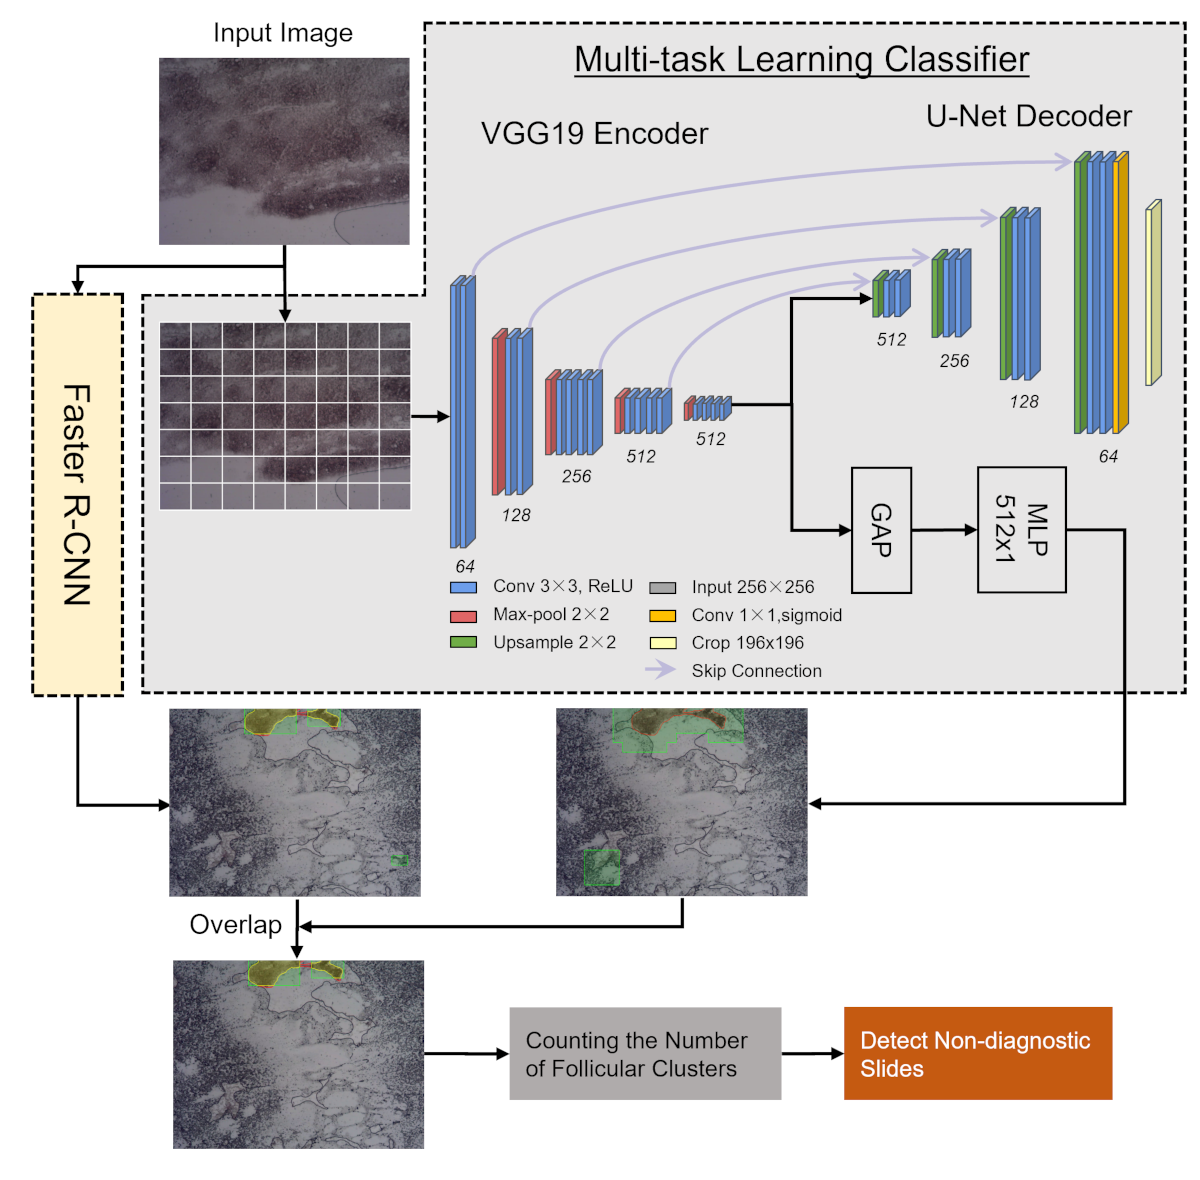 Input Image
Multi-task Learning Classifier
VGG19 Encoder
U-Net Decoder
Faster R-CNN
64
128
256
512
512
512
256
128
64
GAP
MLP
512x1
Conv 3×3, ReLU
Max-pool 2×2
Upsample 2×2
Input 256×256
Conv 1×1,sigmoid
Crop 196x196
Skip Connection
Overlap
Counting the Number
of Follicular Clusters
Detect Non-diagnostic
Slides